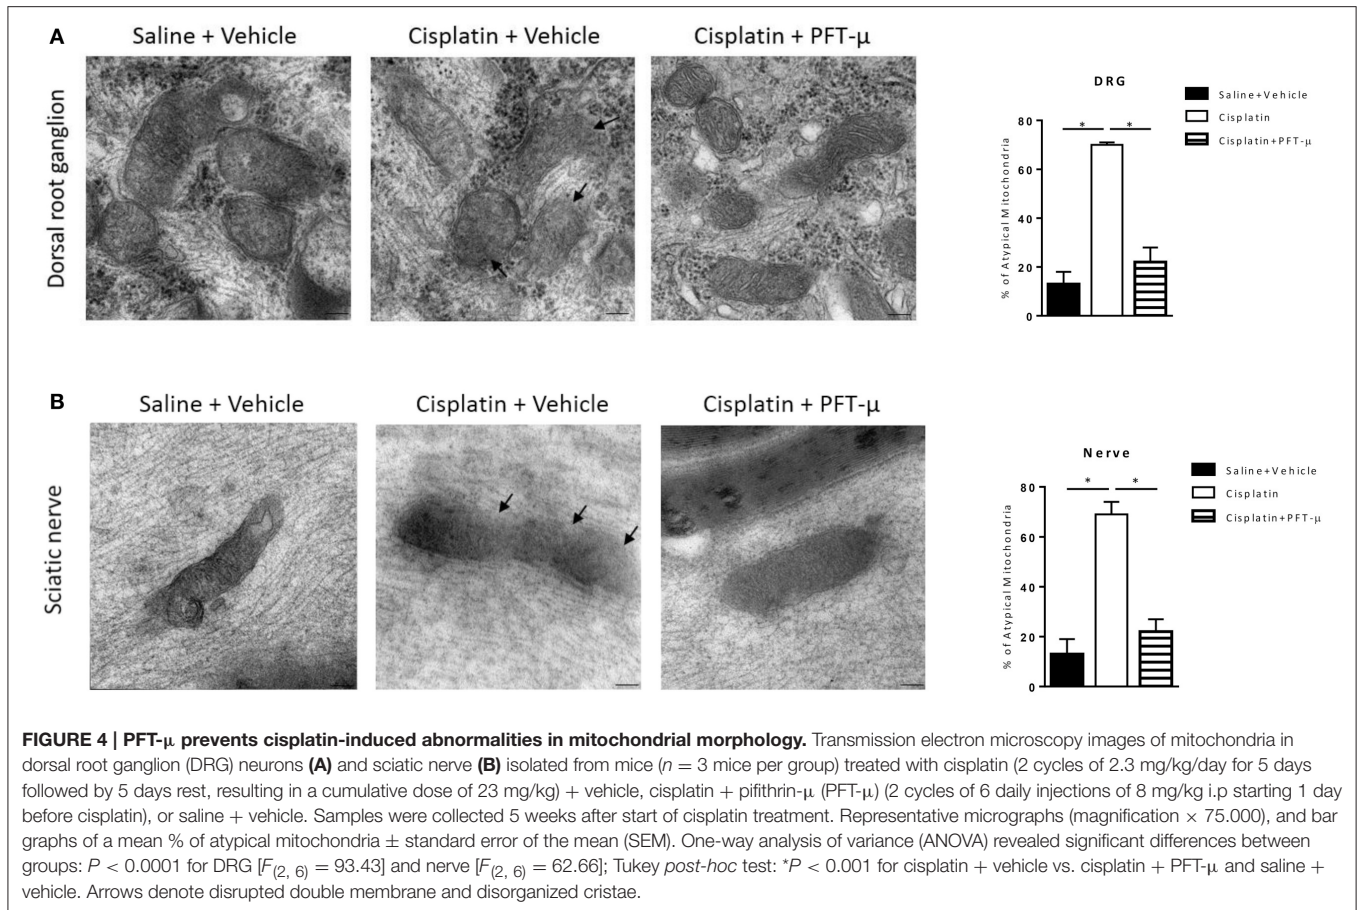 A
Saline + Vehicle
Cisplatin + Vehicle
Cisplatin + PFT-μ
Dorsal root ganglion
DRG
Saline+Vehicle
Cisplatin
Cisplatin+PFT-μ
% of Atypical Mitochondria
80
60
40
20
0
*
*
B
Saline + Vehicle
Cisplatin + Vehicle
Cisplatin + PFT-μ
Sciatic nerve
Nerve
Saline+Vehicle
Cisplatin
Cisplatin+PFT-μ
% of Atypical Mitochondria
80
60
40
20
0
*
*
FIGURE 4 | PFT-μ prevents cisplatin-induced abnormalities in mitochondrial morphology. Transmission electron microscopy images of mitochondria in
dorsal root ganglion (DRG) neurons (A) and sciatic nerve (B) isolated from mice (n = 3 mice per group) treated with cisplatin (2 cycles of 2.3 mg/kg/day for 5 days
followed by 5 days rest, resulting in a cumulative dose of 23 mg/kg) + vehicle, cisplatin + pifithrin-μ (PFT-μ) (2 cycles of 6 daily injections of 8 mg/kg i.p starting 1 day
before cisplatin), or saline + vehicle. Samples were collected 5 weeks after start of cisplatin treatment. Representative micrographs (magnification × 75.000), and bar
graphs of a mean % of atypical mitochondria ± standard error of the mean (SEM). One-way analysis of variance (ANOVA) revealed significant differences between
groups: P < 0.0001 for DRG [F(2, 6) = 93.43] and nerve [F(2, 6) = 62.66]; Tukey post-hoc test: *P < 0.001 for cisplatin + vehicle vs. cisplatin + PFT-μ and saline +
vehicle. Arrows denote disrupted double membrane and disorganized cristae.